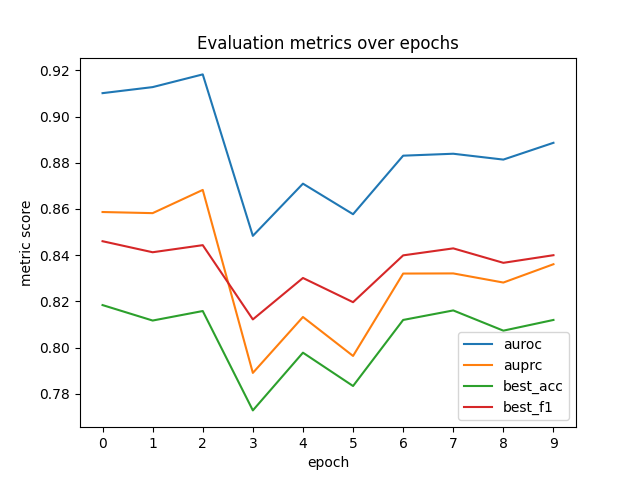 Evaluation metrics over epochs
metric score
0.92
0.90
0.88
0.86
0.84
0.82
0.80
0.78
auroc
auprc
best_acc
best_f1
0 1 2 3 4 5 6 7 8 9
epoch